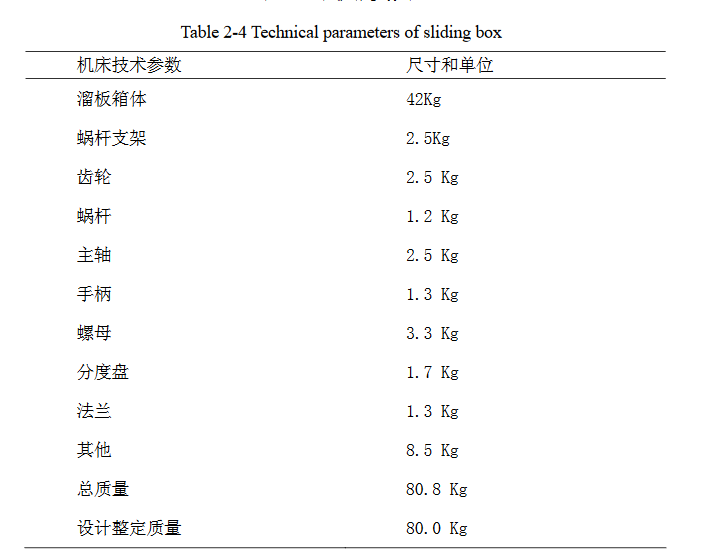 Table 2-4 Technical parameters of sliding box
机床技术参数 尺寸和单位
溜板箱体 42Kg
蜗杆支架 2.5Kg
齿轮 2.5 Kg
蜗杆 1.2 Kg
主轴 2.5 Kg
手柄 1.3 Kg
螺母 3.3 Kg
分度盘 1.7 Kg
法兰 1.3 Kg
其他 8.5 Kg
总质量 80.8 Kg
设计整定质量 80.0 Kg